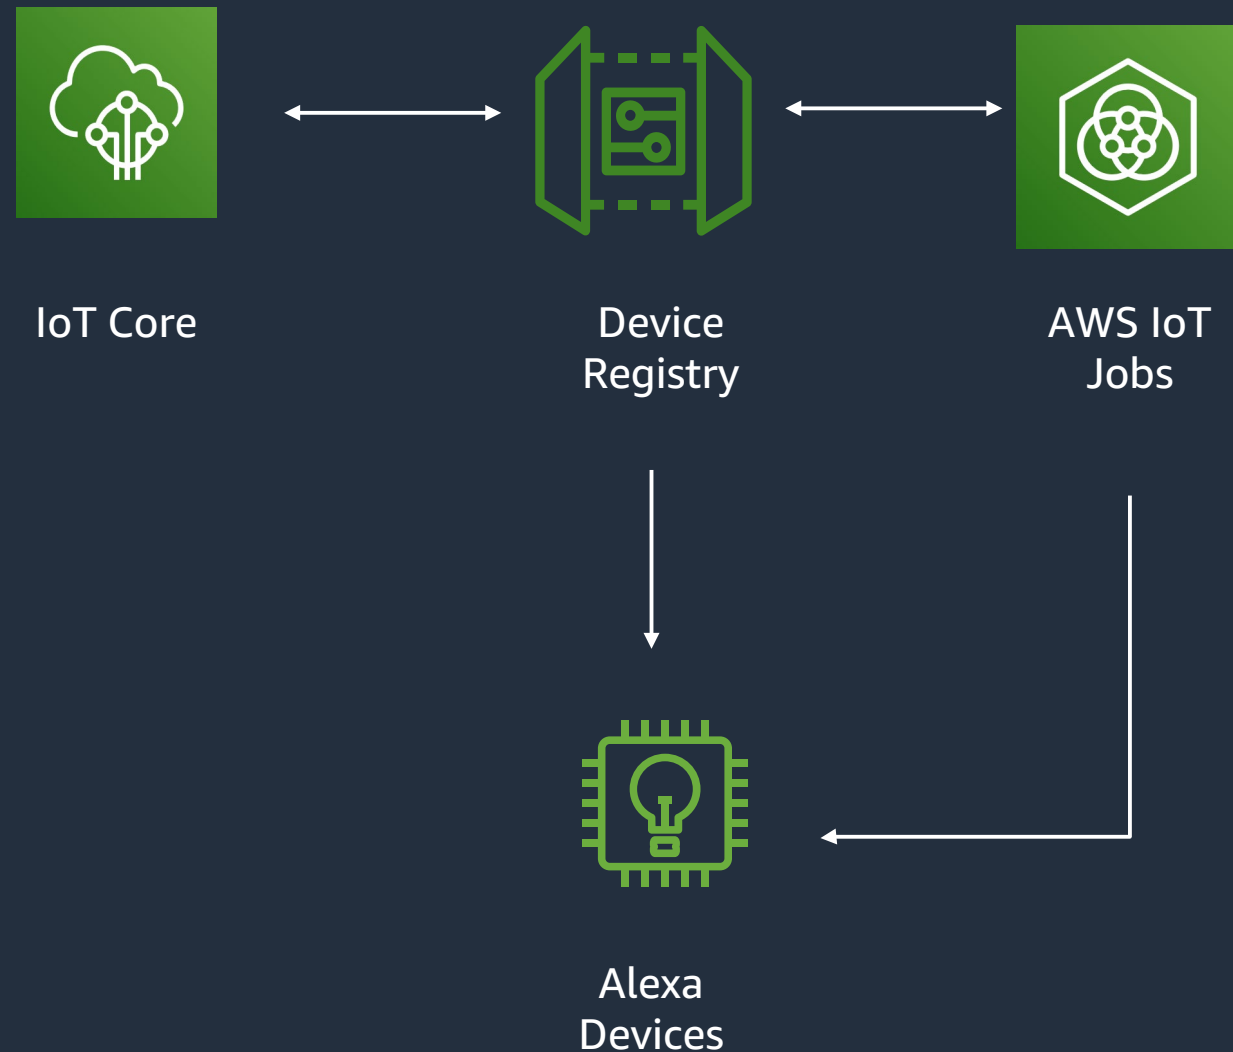 IoT Core
Device
Registry
AWS IoT
Jobs
Alexa
Devices